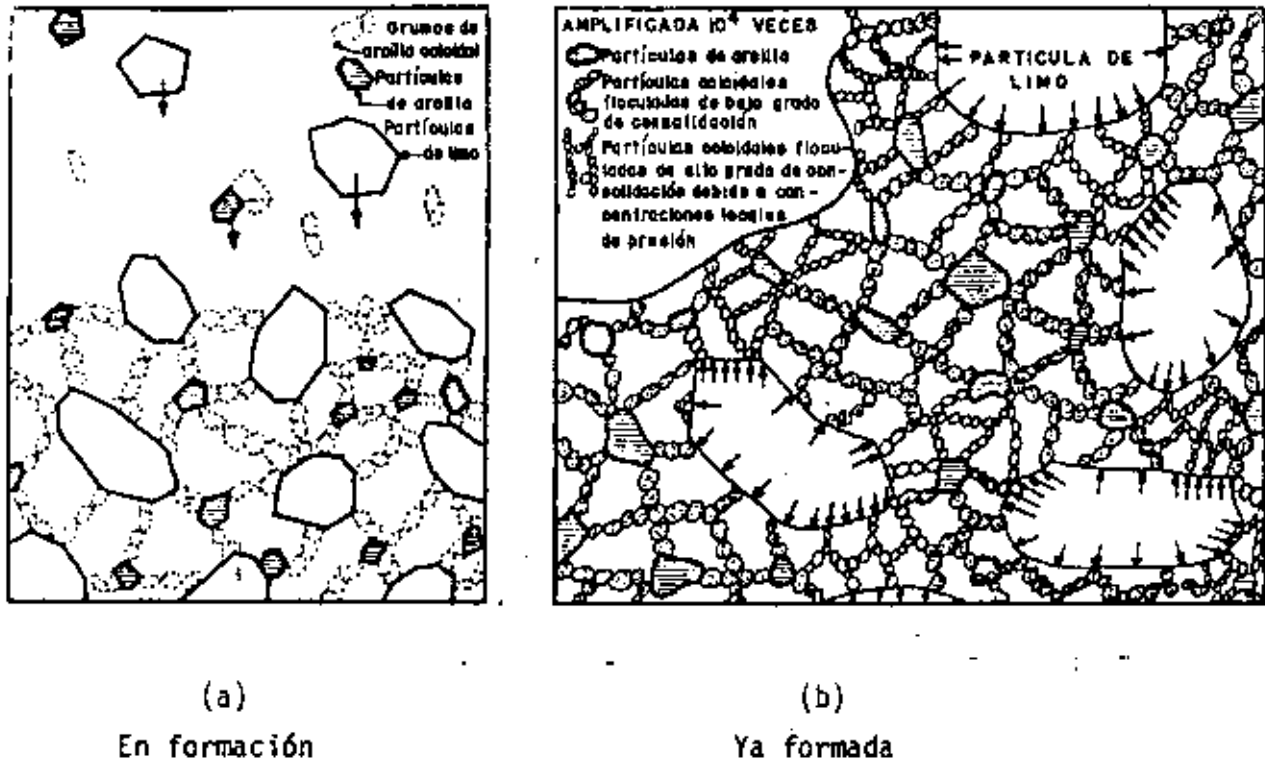 Grumos de
arcilla coloidal
Partículas
de arcilla
Partículas
de limo
AMPLIFICADA 10⁴ VECES
Partículas de arcilla
Partículas coloidales
floculadas de bajo grado
de consolidación
Partículas coloidales flocu-
ladas de alto grado de con-
solidación debida a con-
centraciones locales
de presión
PARTICULA DE
LIMO
(a)
En formación
(b)
Ya formada